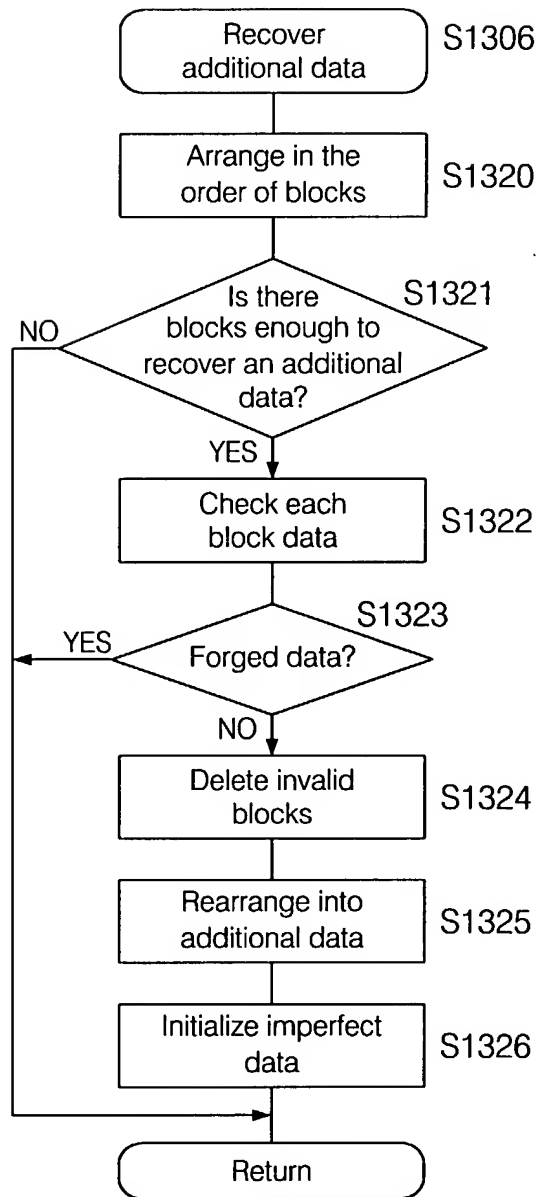 Recover
additional data
S1306
Arrange in the
order of blocks
S1320
Is there
blocks enough to
recover an additional
data?
S1321
NO
YES
Check each
block data
S1322
S1323
YES
Forged data?
NO
Delete invalid
blocks
S1324
Rearrange into
additional data
S1325
Initialize imperfect
data
S1326
Return